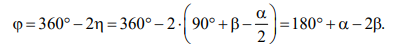 φ = 360° − 2η = 360° − 2 · (90° + β − α/2) = 180° + α − 2β.